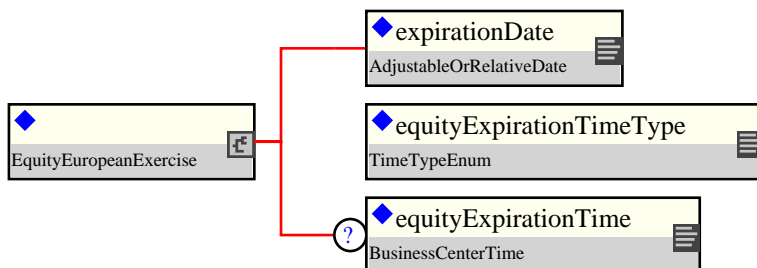 expirationDate
AdjustableOrRelativeDate
EquityEuropeanExercise
equityExpirationTimeType
TimeTypeEnum
?
equityExpirationTime
BusinessCenterTime